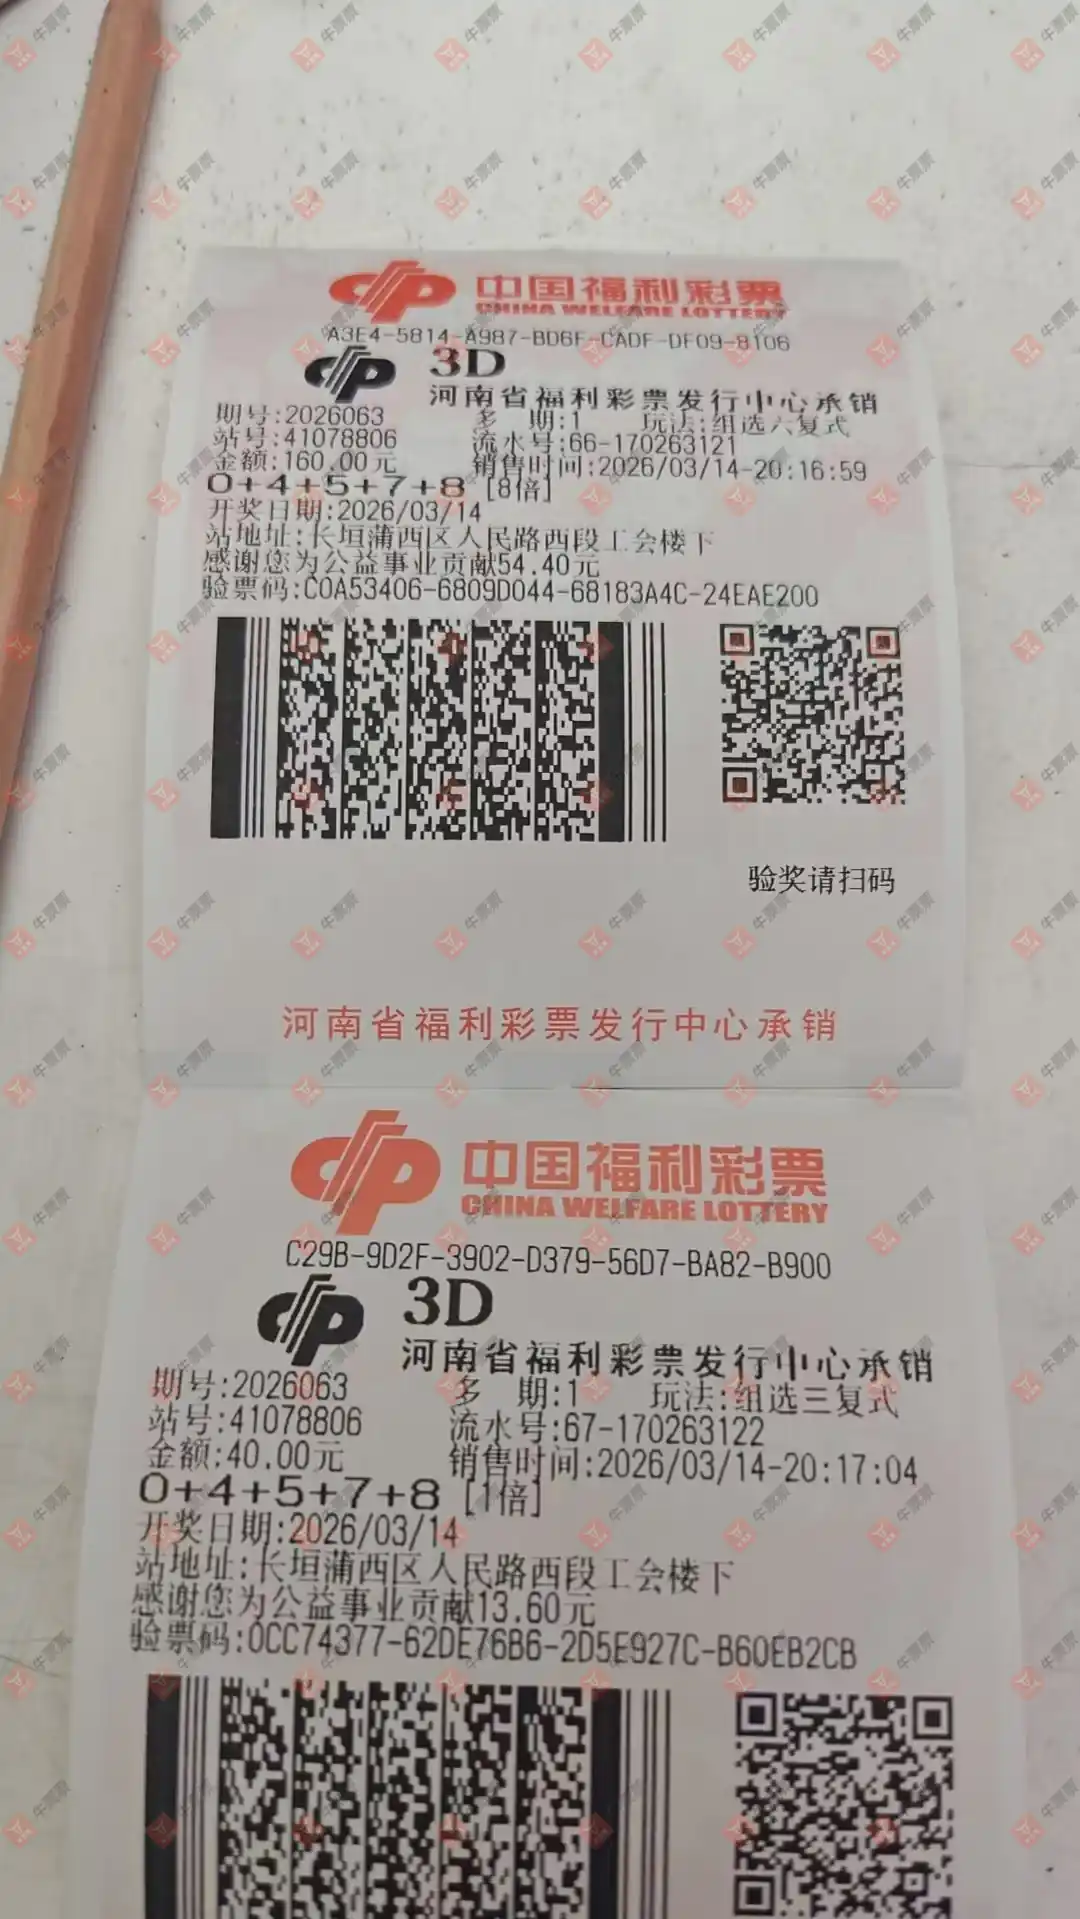 中国福利彩票
CHINA WELFARE LOTTERY
A3E4-5814-A987-BD6F-CADF-DF09-8106
3D
河南省福利彩票发行中心承销
期号:2026063 多 期:1 玩法:组选六复式
站号:41078806 流水号:66-170263121
金额:160.00元 销售时间:2026/03/14-20:16:59
0+4+5+7+8 [8倍]
开奖日期:2026/03/14
站地址:长垣蒲西区人民路西段工会楼下
感谢您为公益事业贡献54.40元
验票码:C0A53406-6809D044-68183A4C-24EAE200
验奖请扫码
河南省福利彩票发行中心承销
中国福利彩票
CHINA WELFARE LOTTERY
C29B-9D2F-3902-D379-56D7-BA82-B900
3D
河南省福利彩票发行中心承销
期号:2026063 多 期:1 玩法:组选三复式
站号:41078806 流水号:67-170263122
金额:40.00元 销售时间:2026/03/14-20:17:04
0+4+5+7+8 [1倍]
开奖日期:2026/03/14
站地址:长垣蒲西区人民路西段工会楼下
感谢您为公益事业贡献13.60元
验票码:0CC74377-62DE76B6-2D5E927C-B60EB2CB